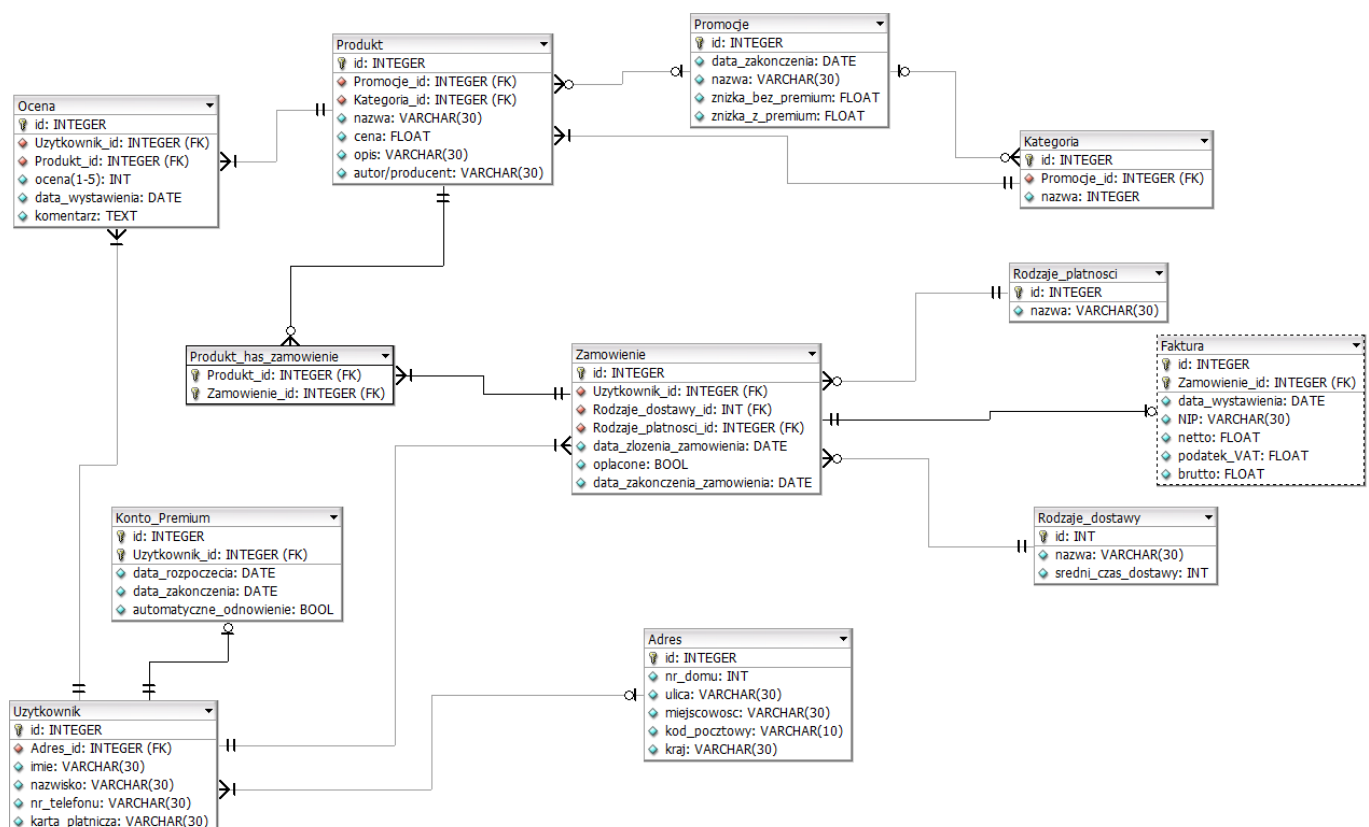 Promocje
id: INTEGER
data_zakonczenia: DATE
nazwa: VARCHAR(30)
znizka_bez_premium: FLOAT
znizka_z_premium: FLOAT
Produkt
id: INTEGER
Promocje_id: INTEGER (FK)
Kategoria_id: INTEGER (FK)
nazwa: VARCHAR(30)
cena: FLOAT
opis: VARCHAR(30)
autor/producent: VARCHAR(30)
Ocena
id: INTEGER
Uzytkownik_id: INTEGER (FK)
Produkt_id: INTEGER (FK)
ocena(1-5): INT
data_wystawienia: DATE
komentarz: TEXT
Kategoria
id: INTEGER
Promocje_id: INTEGER (FK)
nazwa: INTEGER
Rodzaje_platnosci
id: INTEGER
nazwa: VARCHAR(30)
Produkt_has_zamowienie
Produkt_id: INTEGER (FK)
Zamowienie_id: INTEGER (FK)
Zamowienie
id: INTEGER
Uzytkownik_id: INTEGER (FK)
Rodzaje_dostawy_id: INT (FK)
Rodzaje_platnosci_id: INTEGER (FK)
data_zlozenia_zamowienia: DATE
oplacone: BOOL
data_zakonczenia_zamowienia: DATE
Faktura
id: INTEGER
Zamowienie_id: INTEGER (FK)
data_wystawienia: DATE
NIP: VARCHAR(30)
netto: FLOAT
podatek_VAT: FLOAT
brutto: FLOAT
Konto_Premium
id: INTEGER
Uzytkownik_id: INTEGER (FK)
data_rozpoczecia: DATE
data_zakonczenia: DATE
automatyczne_odnowienie: BOOL
Rodzaje_dostawy
id: INT
nazwa: VARCHAR(30)
sredni_czas_dostawy: INT
Adres
id: INTEGER
nr_domu: INT
ulica: VARCHAR(30)
miejscowosc: VARCHAR(30)
kod_pocztowy: VARCHAR(10)
kraj: VARCHAR(30)
Uzytkownik
id: INTEGER
Adres_id: INTEGER (FK)
imie: VARCHAR(30)
nazwisko: VARCHAR(30)
nr_telefonu: VARCHAR(30)
karta_platnicza: VARCHAR(30)